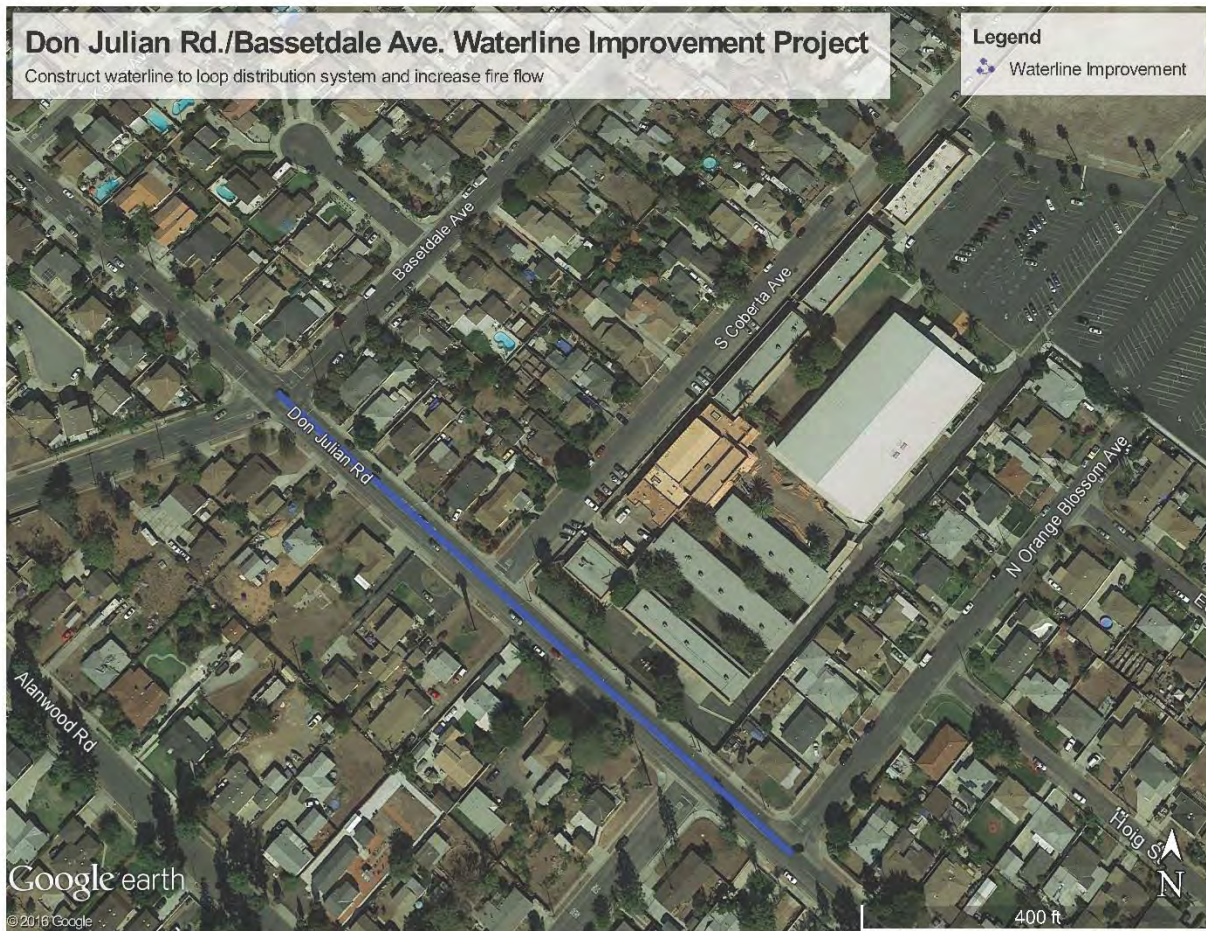 Don Julian Rd./Bassetdale Ave. Waterline Improvement Project
Construct waterline to loop distribution system and increase fire flow
Legend
Waterline Improvement
Basetdale Ave
S Coberta Ave
Don Julian Rd
N Orange Blossom Ave
Alanwood Rd
Hoig St
N
Google earth
© 2016 Google
400 ft